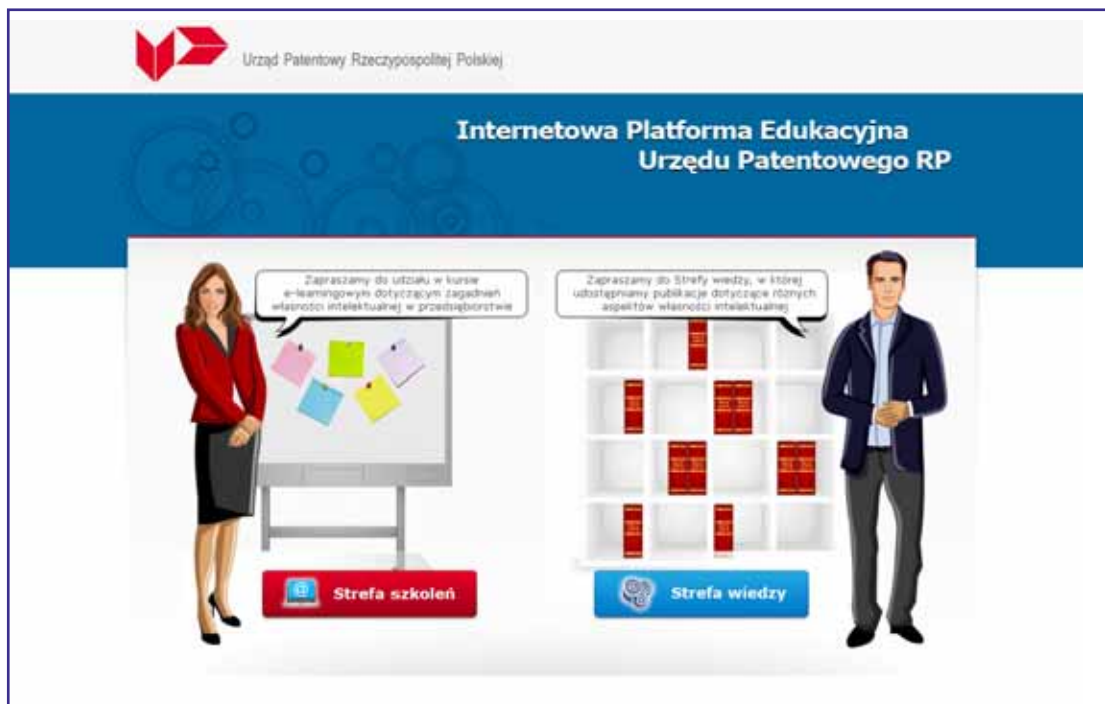 Urząd Patentowy Rzeczypospolitej Polskiej
Internetowa Platforma Edukacyjna
Urzędu Patentowego RP
Zapraszamy do udziału w kursie
e-learningowym dotyczącym zagadnień
własności intelektualnej w przedsiębiorstwie
Zapraszamy do Strefy wiedzy, w której
udostępniamy publikacje dotyczące różnych
aspektów własności intelektualnej
@ Strefa szkoleń
Strefa wiedzy